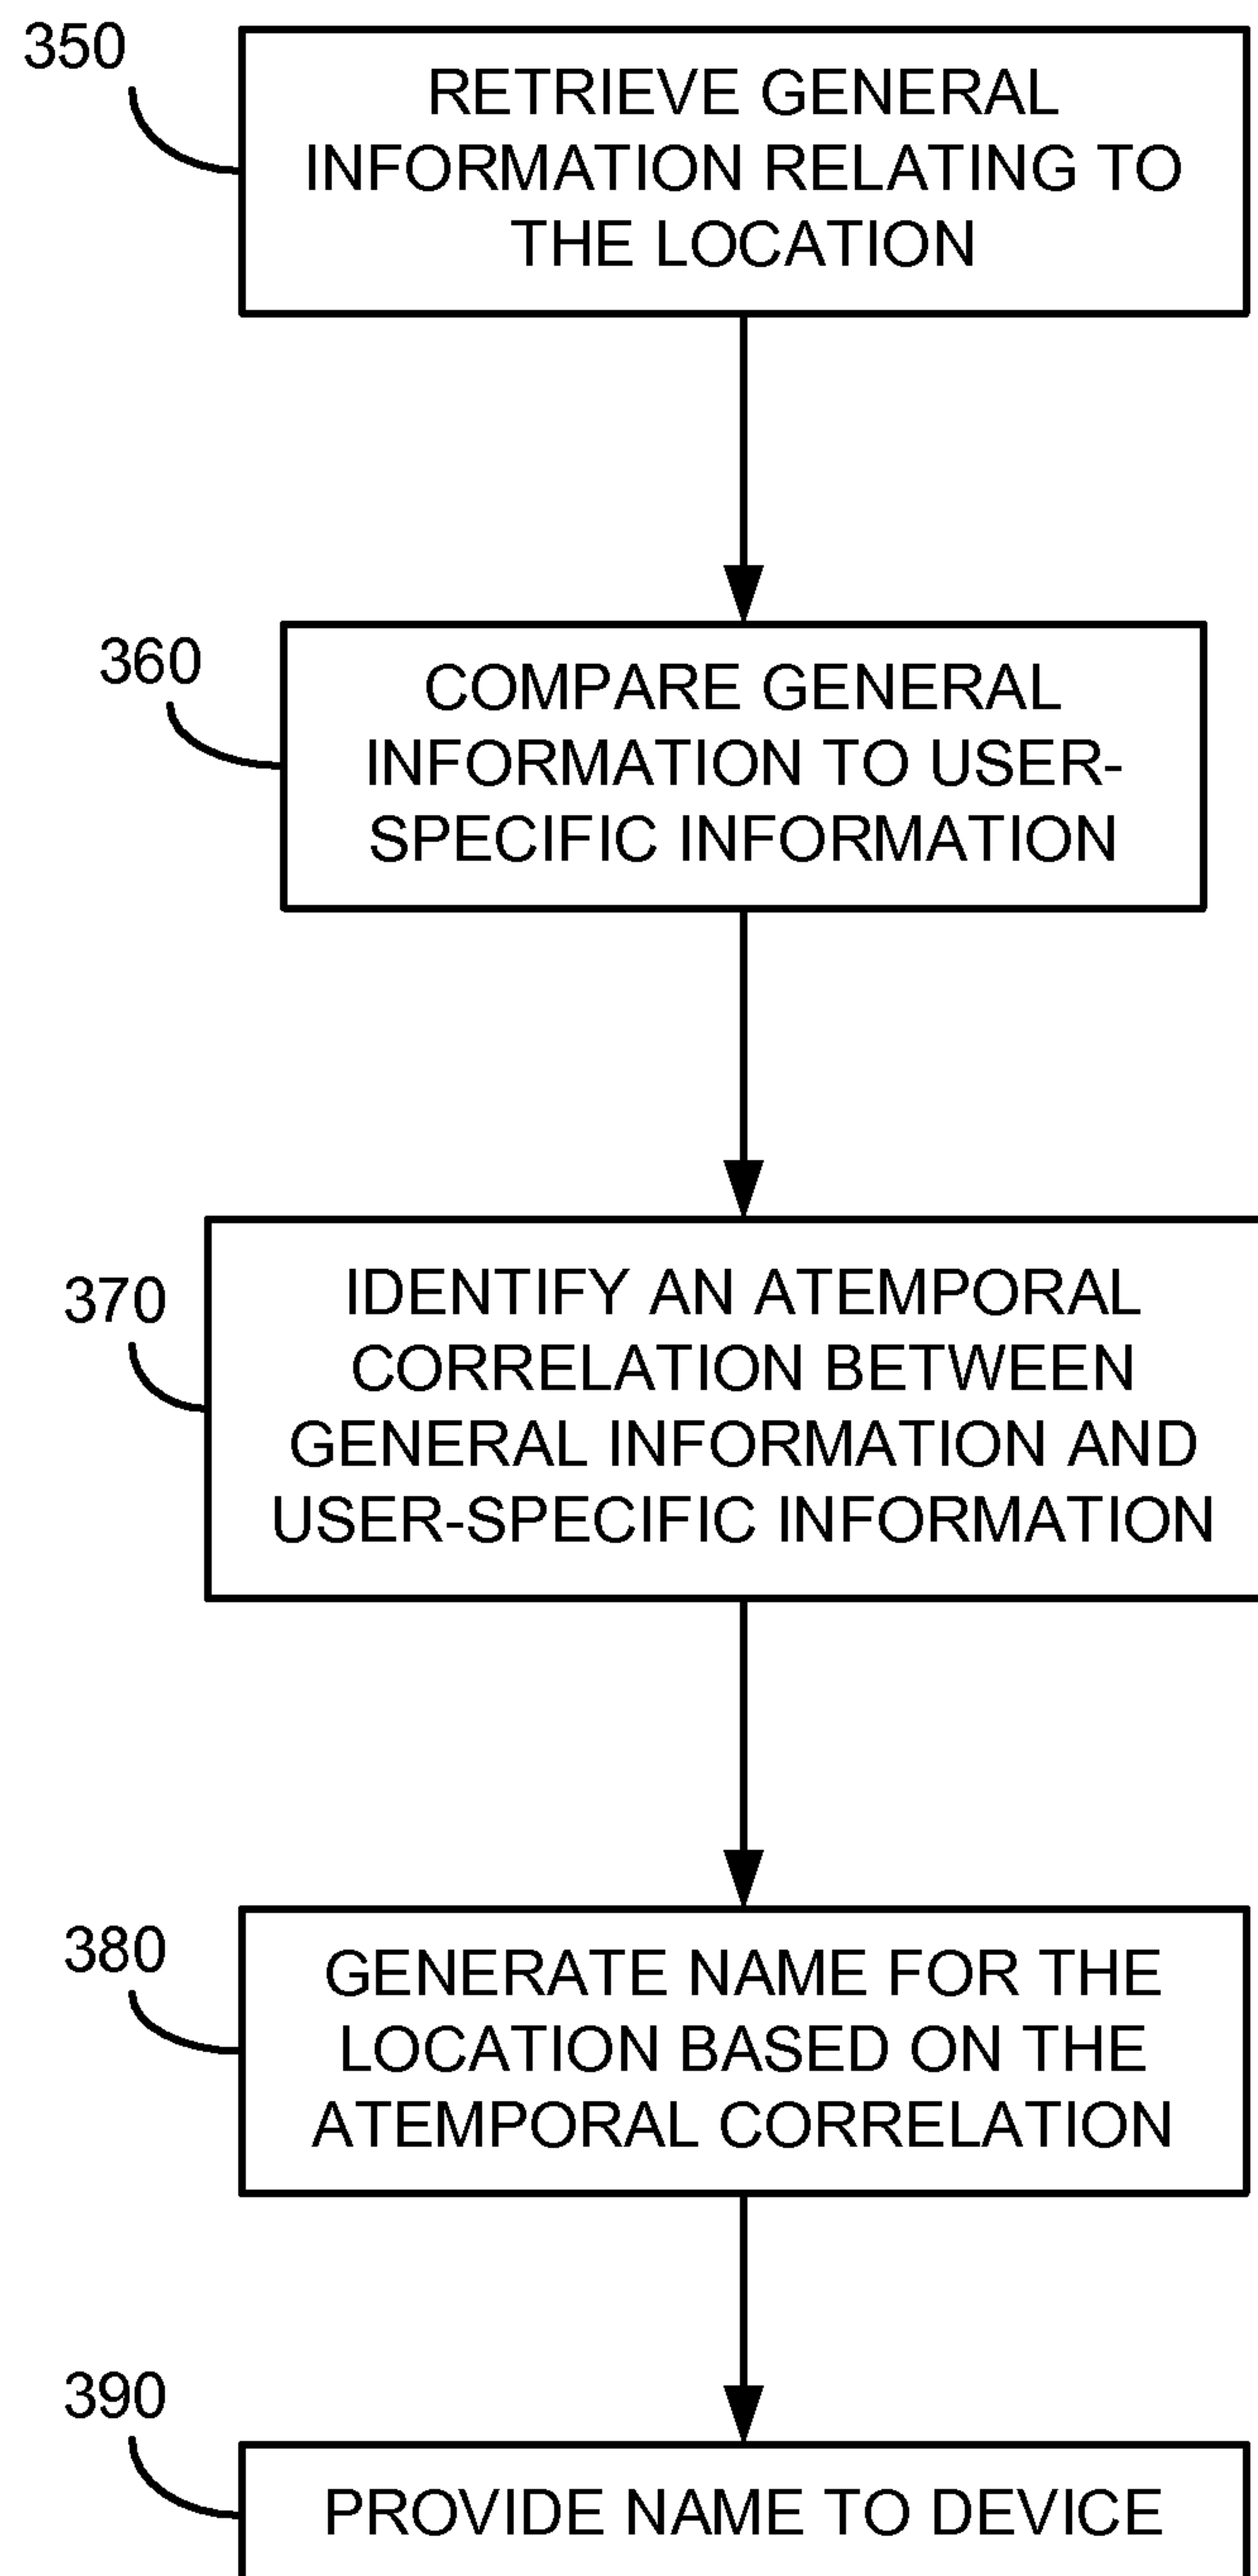 350
RETRIEVE GENERAL
INFORMATION RELATING TO
THE LOCATION
360
COMPARE GENERAL
INFORMATION TO USER-
SPECIFIC INFORMATION
370
IDENTIFY AN ATEMPORAL
CORRELATION BETWEEN
GENERAL INFORMATION AND
USER-SPECIFIC INFORMATION
380
GENERATE NAME FOR THE
LOCATION BASED ON THE
ATEMPORAL CORRELATION
390
PROVIDE NAME TO DEVICE